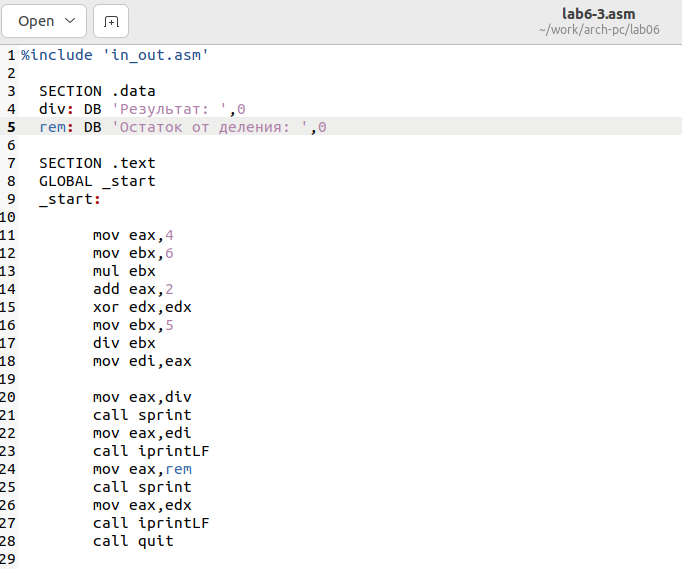 Open
lab6-3.asm
~/work/arch-pc/lab06
1 %include 'in_out.asm'
2
3 SECTION .data
4 div: DB 'Результат: ',0
5 rem: DB 'Остаток от деления: ',0
6
7 SECTION .text
8 GLOBAL _start
9 _start:
10
11 mov eax,4
12 mov ebx,6
13 mul ebx
14 add eax,2
15 xor edx,edx
16 mov ebx,5
17 div ebx
18 mov edi,eax
19
20 mov eax,div
21 call sprint
22 mov eax,edi
23 call iprintLF
24 mov eax,rem
25 call sprint
26 mov eax,edx
27 call iprintLF
28 call quit
29